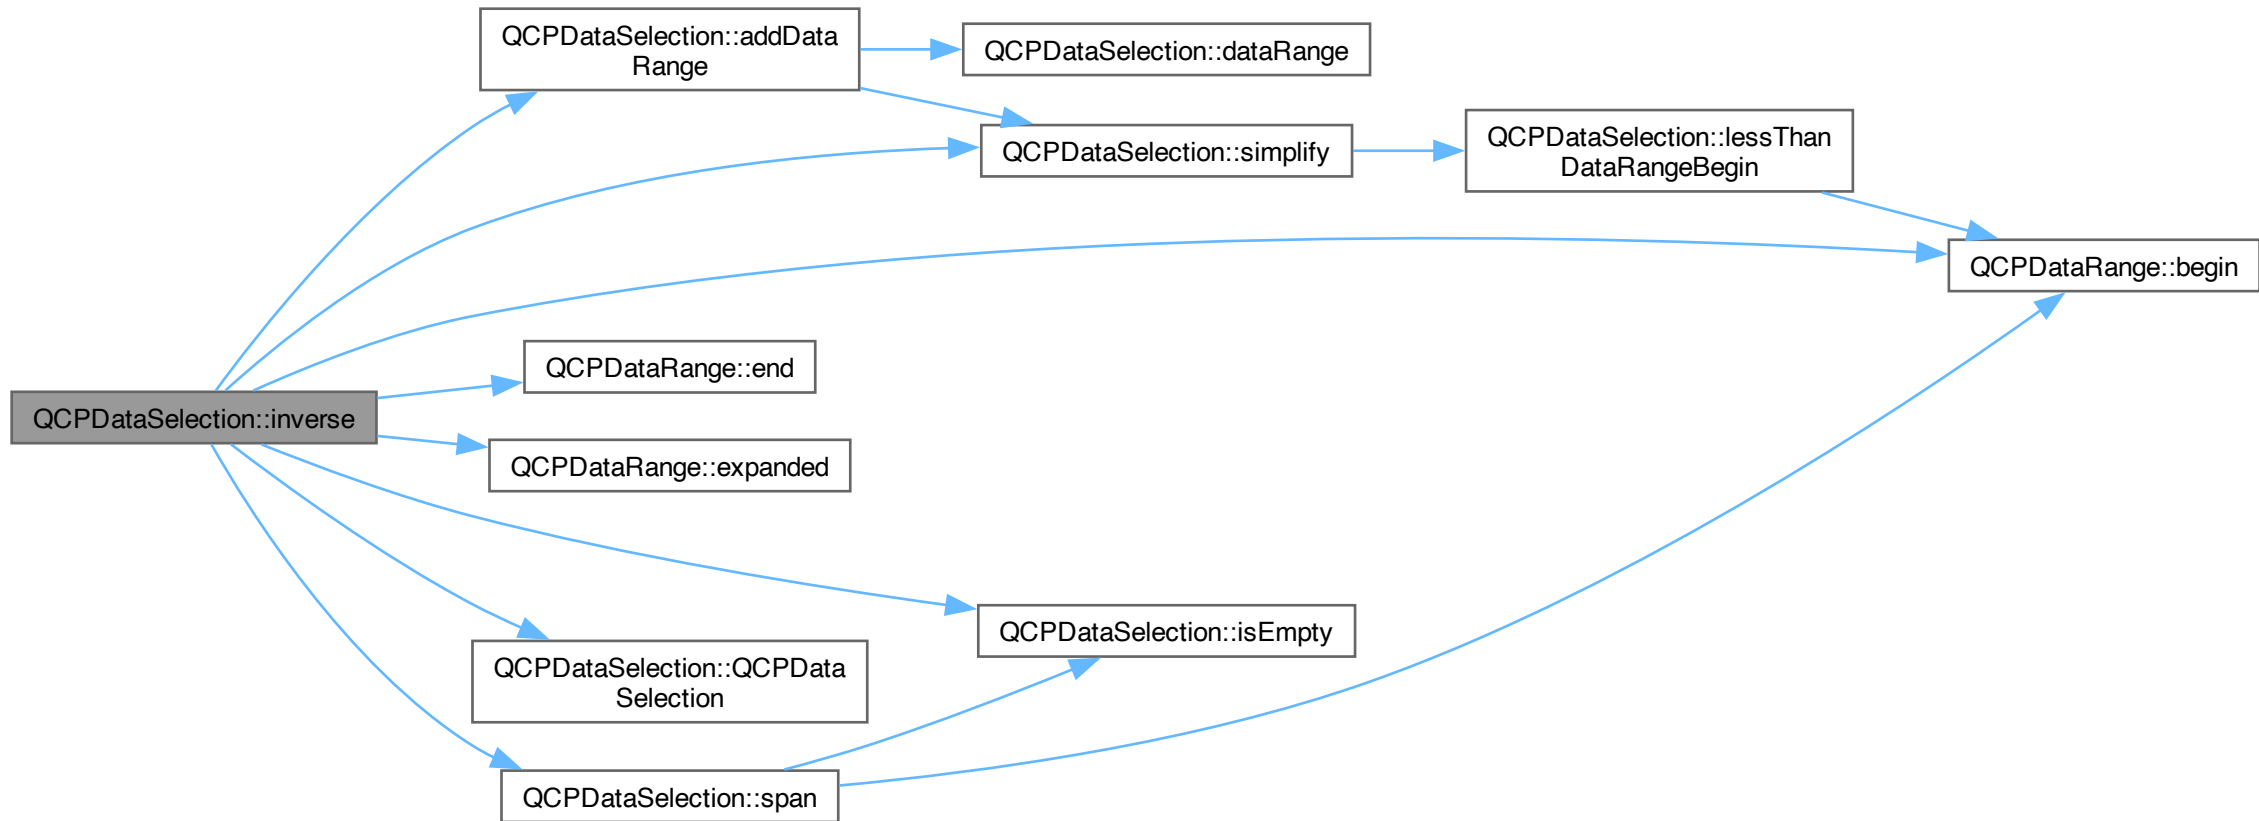 QCPDataSelection::addData
Range
QCPDataSelection::dataRange
QCPDataSelection::simplify
QCPDataSelection::lessThan
DataRangeBegin
QCPDataRange::begin
QCPDataRange::end
QCPDataSelection::inverse
QCPDataRange::expanded
QCPDataSelection::isEmpty
QCPDataSelection::QCPData
Selection
QCPDataSelection::span